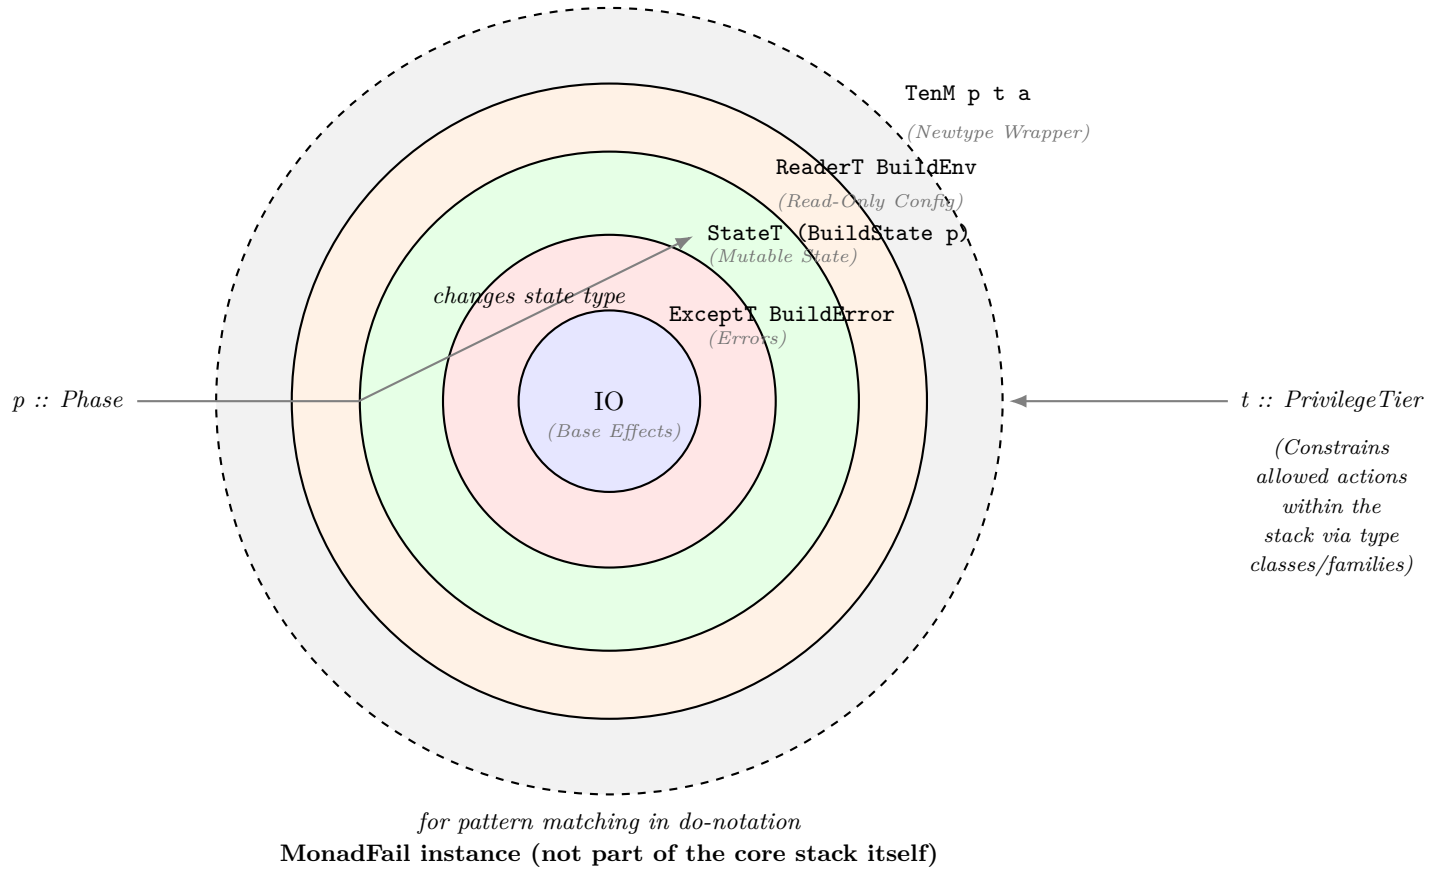 TenM p t a
(Newtype Wrapper)
ReaderT BuildEnv
(Read-Only Config)
StateT (BuildState p)
(Mutable State)
changes state type
ExceptT BuildError
(Errors)
p :: Phase
IO
(Base Effects)
t :: PrivilegeTier
(Constrains
allowed actions
within the
stack via type
classes/families)
for pattern matching in do-notation
MonadFail instance (not part of the core stack itself)